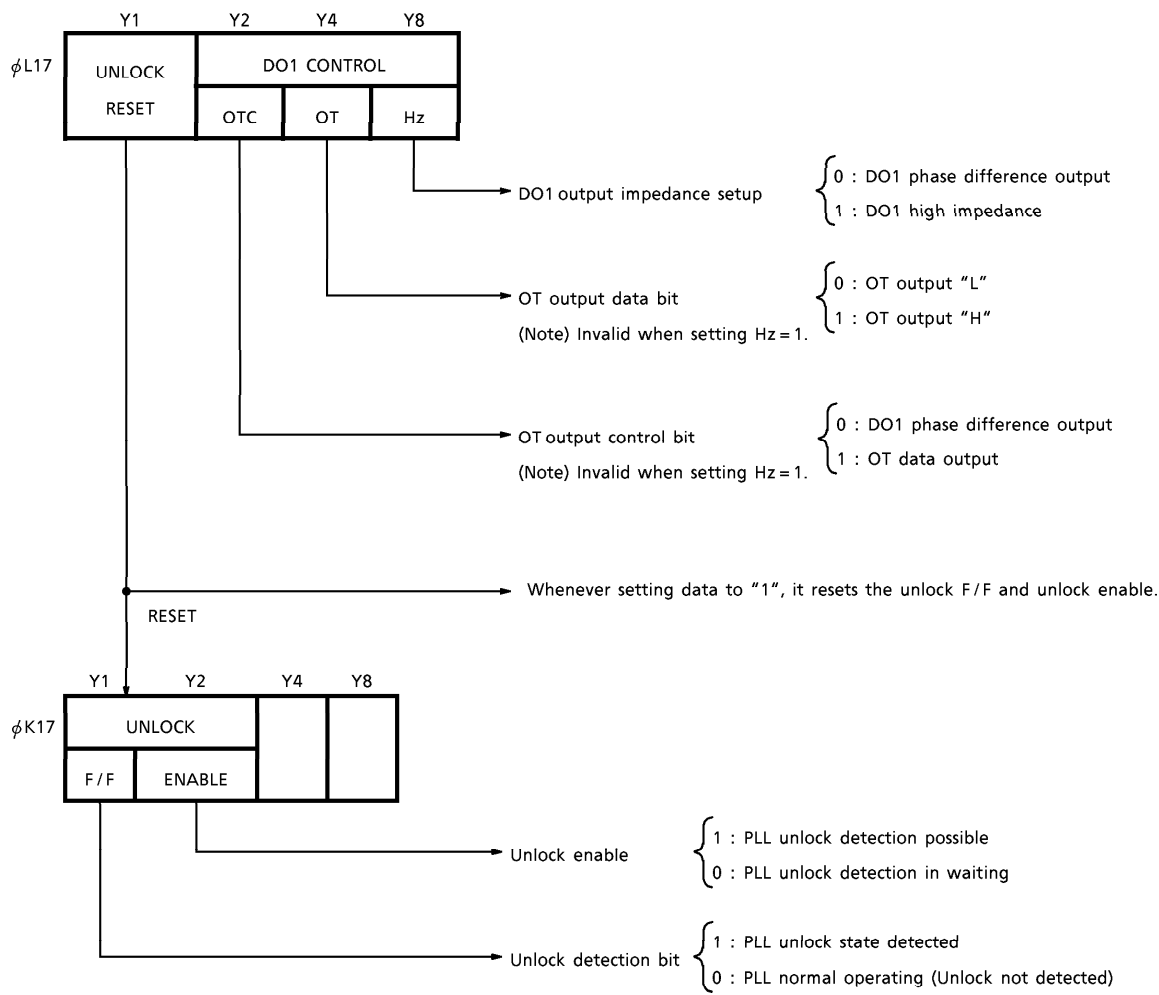 Y1 Y2 Y4 Y8
ϕL17
UNLOCK
RESET
DO1 CONTROL
OTC OT Hz
DO1 output impedance setup
0 : DO1 phase difference output
1 : DO1 high impedance
OT output data bit
(Note) Invalid when setting Hz = 1.
0 : OT output “L”
1 : OT output “H“
OT output control bit
(Note) Invalid when setting Hz = 1.
0 : DO1 phase difference output
1 : OT data output
Whenever setting data to “1“, it resets the unlock F / F and unlock enable.
RESET
Y1 Y2 Y4 Y8
ϕK17
UNLOCK
F / F ENABLE
Unlock enable
1 : PLL unlock detection possible
0 : PLL unlock detection in waiting
Unlock detection bit
1 : PLL unlock state detected
0 : PLL normal operating (Unlock not detected)